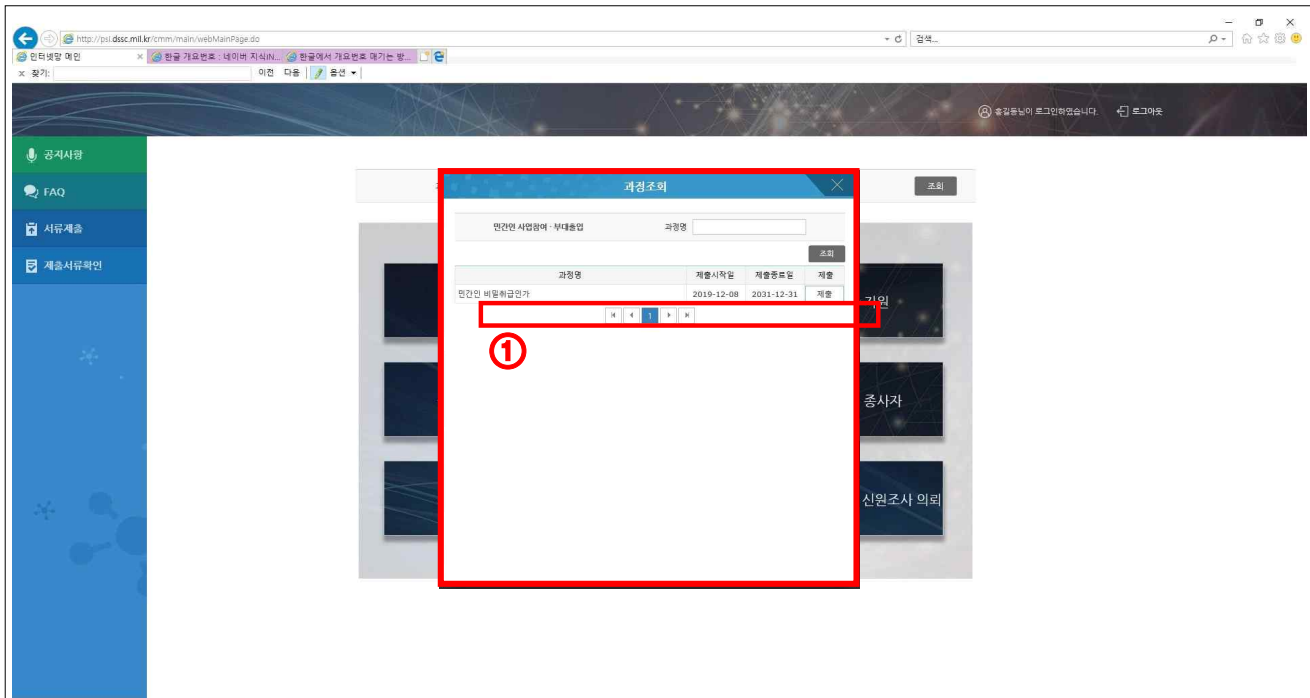 http://psi.dssc.mil.kr/cmm/main/webMainPage.do
검색...
인터넷망 메인
한글 개요번호 : 네이버 지식iN...
한글에서 개요번호 매기는 방...
x 찾기:
이전 다음
옵션
홍길동님이 로그인하였습니다.
로그아웃
공지사항
FAQ
서류제출
제출서류확인
과정조회
조회
민간인 사업참여 · 부대출입
과정명
조회
과정명 제출시작일 제출종료일 제출
민간인 비밀취급인가 2019-12-08 2031-12-31 제출
1
①
지원
종사자
신원조사 의뢰